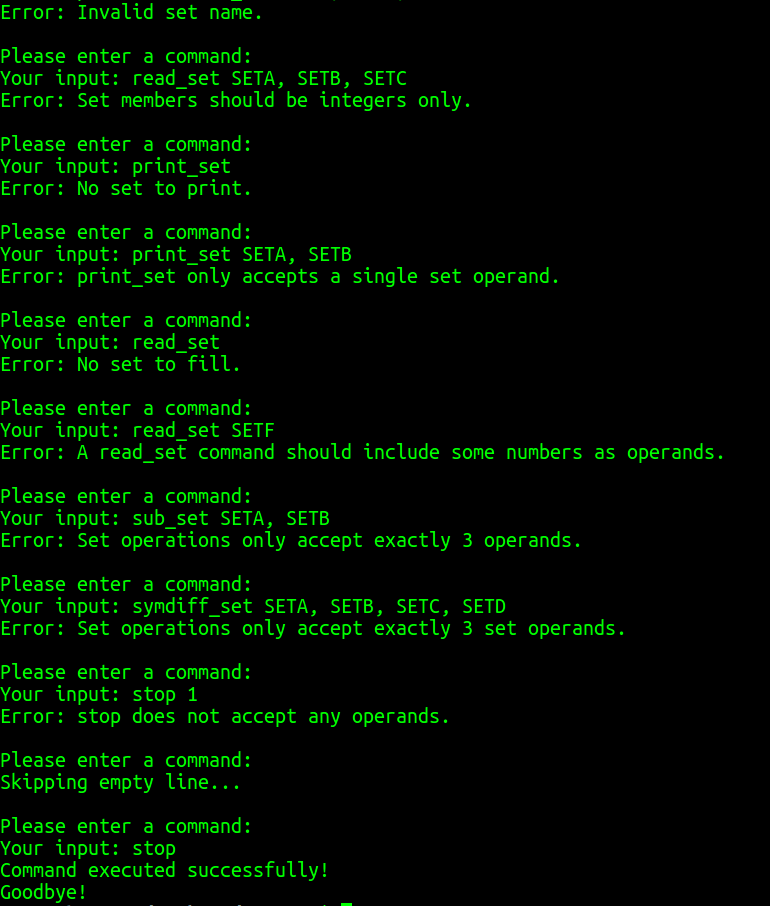 Error: Invalid set name.
Please enter a command:
Your input: read_set SETA, SETB, SETC
Error: Set members should be integers only.
Please enter a command:
Your input: print_set
Error: No set to print.
Please enter a command:
Your input: print_set SETA, SETB
Error: print_set only accepts a single set operand.
Please enter a command:
Your input: read_set
Error: No set to fill.
Please enter a command:
Your input: read_set SETF
Error: A read_set command should include some numbers as operands.
Please enter a command:
Your input: sub_set SETA, SETB
Error: Set operations only accept exactly 3 operands.
Please enter a command:
Your input: symdiff_set SETA, SETB, SETC, SETD
Error: Set operations only accept exactly 3 set operands.
Please enter a command:
Your input: stop 1
Error: stop does not accept any operands.
Please enter a command:
Skipping empty line...
Please enter a command:
Your input: stop
Command executed successfully!
Goodbye!